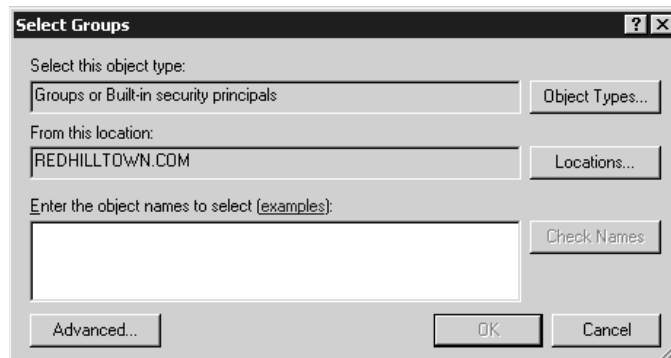 Select Groups
Select this object type:
Groups or Built-in security principals
Object Types...
From this location:
REDHILLTOWN.COM
Locations...
Enter the object names to select (examples):
Check Names
Advanced...
OK
Cancel